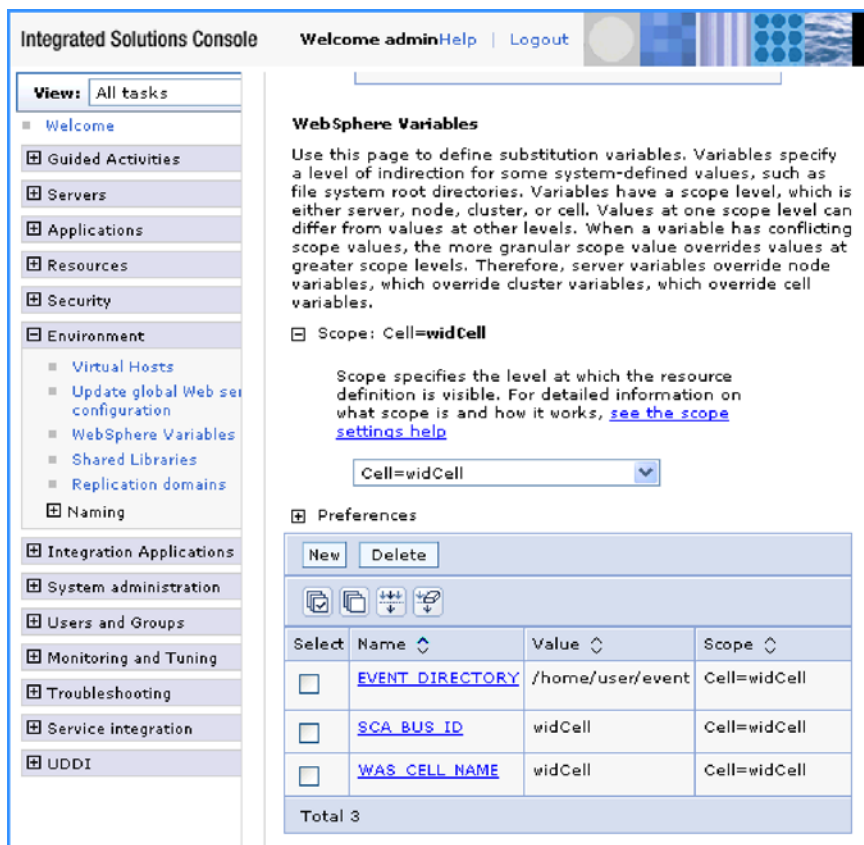 Integrated Solutions Console Welcome adminHelp | Logout
View: All tasks
Welcome
Guided Activities
Servers
Applications
Resources
Security
Environment
Virtual Hosts
Update global Web ser
configuration
WebSphere Variables
Shared Libraries
Replication domains
Naming
Integration Applications
System administration
Users and Groups
Monitoring and Tuning
Troubleshooting
Service integration
UDDI
WebSphere Variables
Use this page to define substitution variables. Variables specify
a level of indirection for some system-defined values, such as
file system root directories. Variables have a scope level, which is
either server, node, cluster, or cell. Values at one scope level can
differ from values at other levels. When a variable has conflicting
scope values, the more granular scope value overrides values at
greater scope levels. Therefore, server variables override node
variables, which override cluster variables, which override cell
variables.
Scope: Cell=widCell
Scope specifies the level at which the resource
definition is visible. For detailed information on
what scope is and how it works, see the scope
settings help
Cell=widCell
Preferences
New Delete
Select Name Value Scope
EVENT_DIRECTORY /home/user/event Cell=widCell
SCA_BUS_ID widCell Cell=widCell
WAS_CELL_NAME widCell Cell=widCell
Total 3